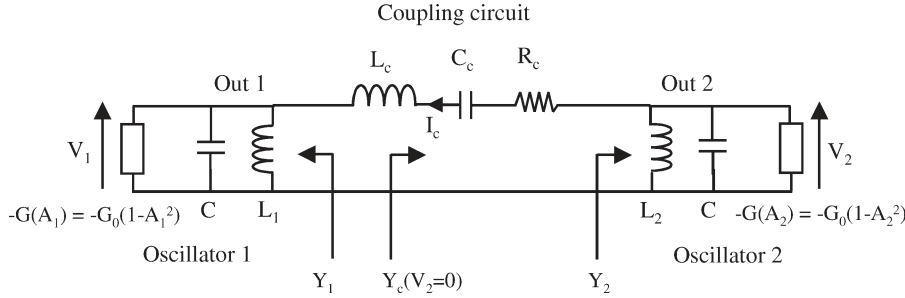 Coupling circuit
L_c C_c R_c
Out 1 Out 2
I_c
V_1 V_2
C L_1 L_2 C
-G(A_1) = -G_0(1-A_1^2) -G(A_2) = -G_0(1-A_2^2)
Oscillator 1 Oscillator 2
Y_1 Y_c(V_2=0) Y_2